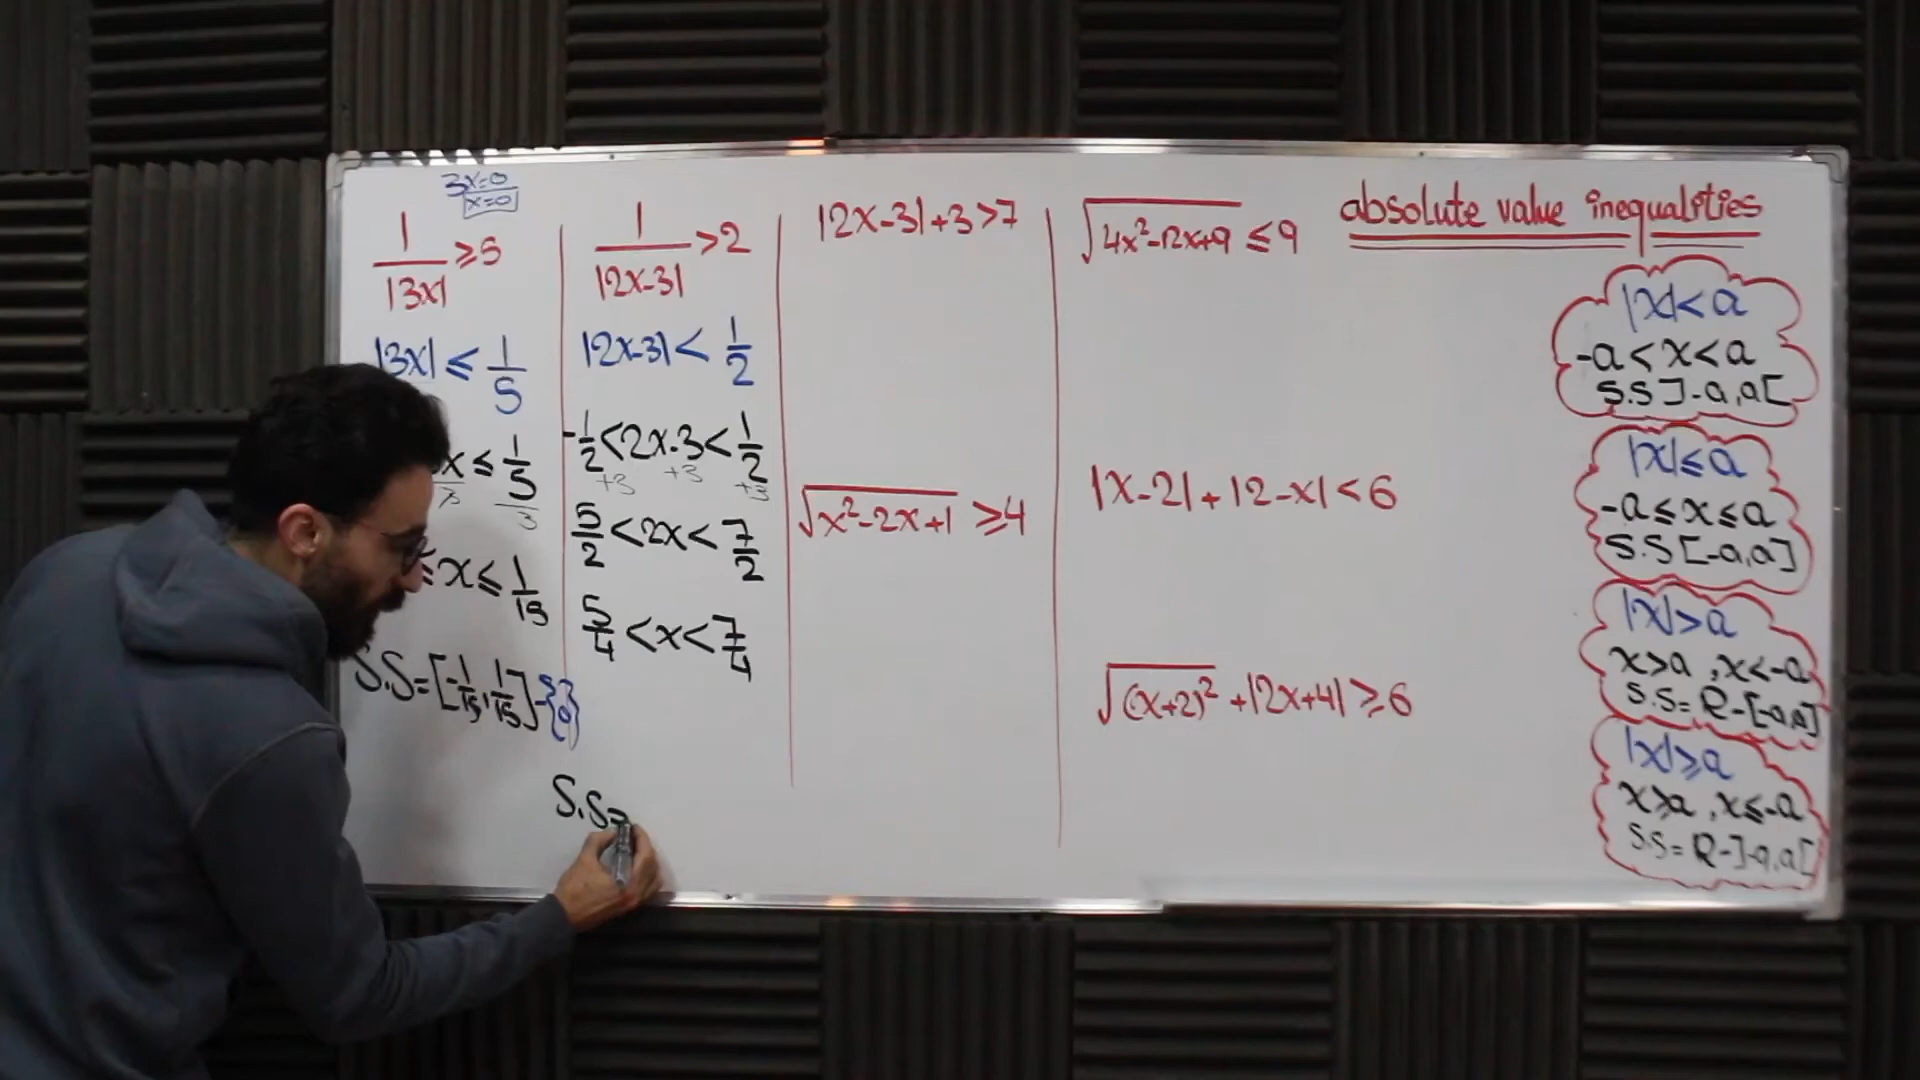 3x=0
x=0
1/|3x| ≥ 5
|3x| ≤ 1/5
x ≤ 1/5
3 3
≤ x ≤ 1/15
S.S=[-1/15, 1/15]-{0}
1/|2x-3| >2
|2x-3| < 1/2
-1/2 <2x-3< 1/2
+3 +3 +3
5/2 <2x< 7/2
5/4 <x< 7/4
S.S=
|2x-3|+3>7
√(x²-2x+1) ≥4
√(4x²-12x+9) ≤9
|x-2|+|2-x|<6
√((x+2)²) +|2x+4|≥6
absolute value inequalities
|x|<a
-a<x<a
S.S ]-a,a[
|x|≤a
-a≤x≤a
S.S [-a,a]
|x|>a
x>a , x<-a
S.S= R-[-a,a]
|x|≥a
x≥a , x≤-a
S.S= R-]-a,a[